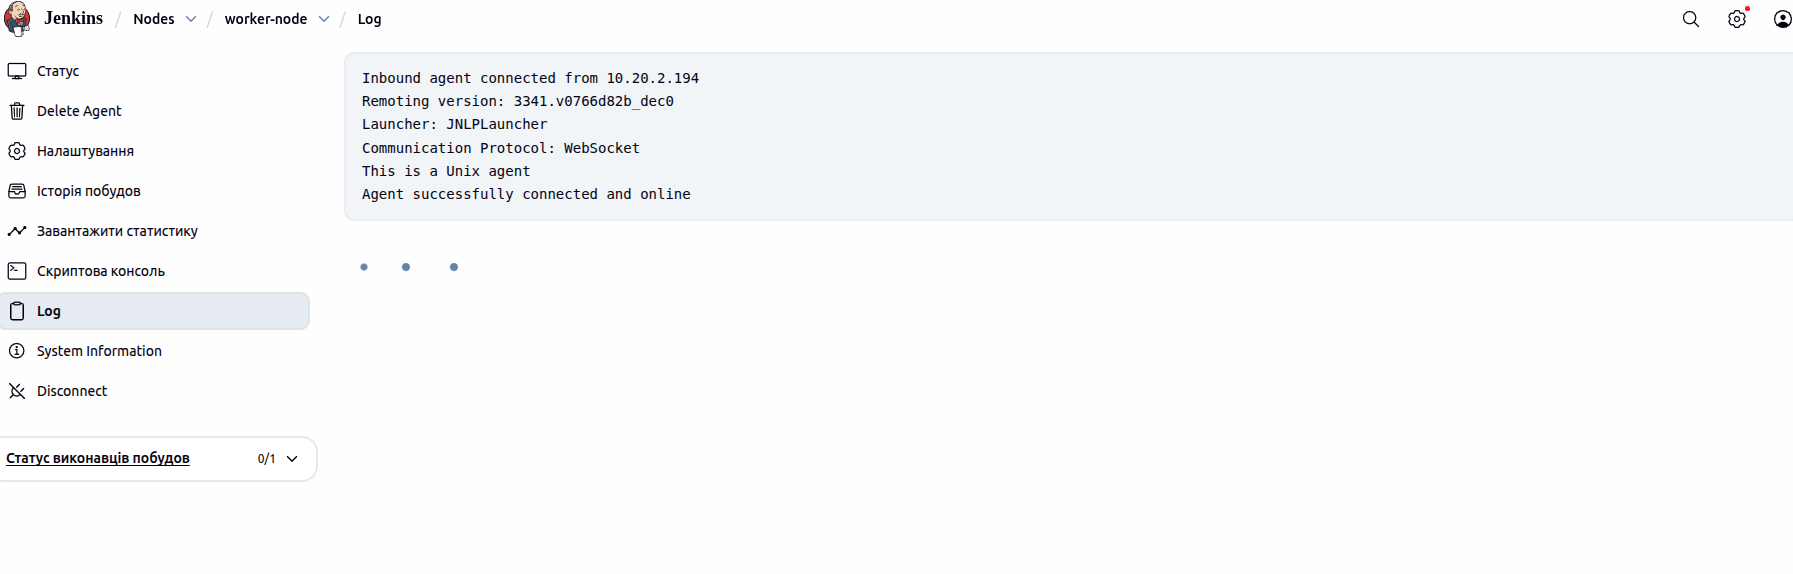 Jenkins / Nodes / worker-node / Log
Статус
Delete Agent
Налаштування
Історія побудов
Завантажити статистику
Скриптова консоль
Log
System Information
Disconnect
Статус виконавців побудов 0/1
Inbound agent connected from 10.20.2.194
Remoting version: 3341.v0766d82b_dec0
Launcher: JNLPLauncher
Communication Protocol: WebSocket
This is a Unix agent
Agent successfully connected and online